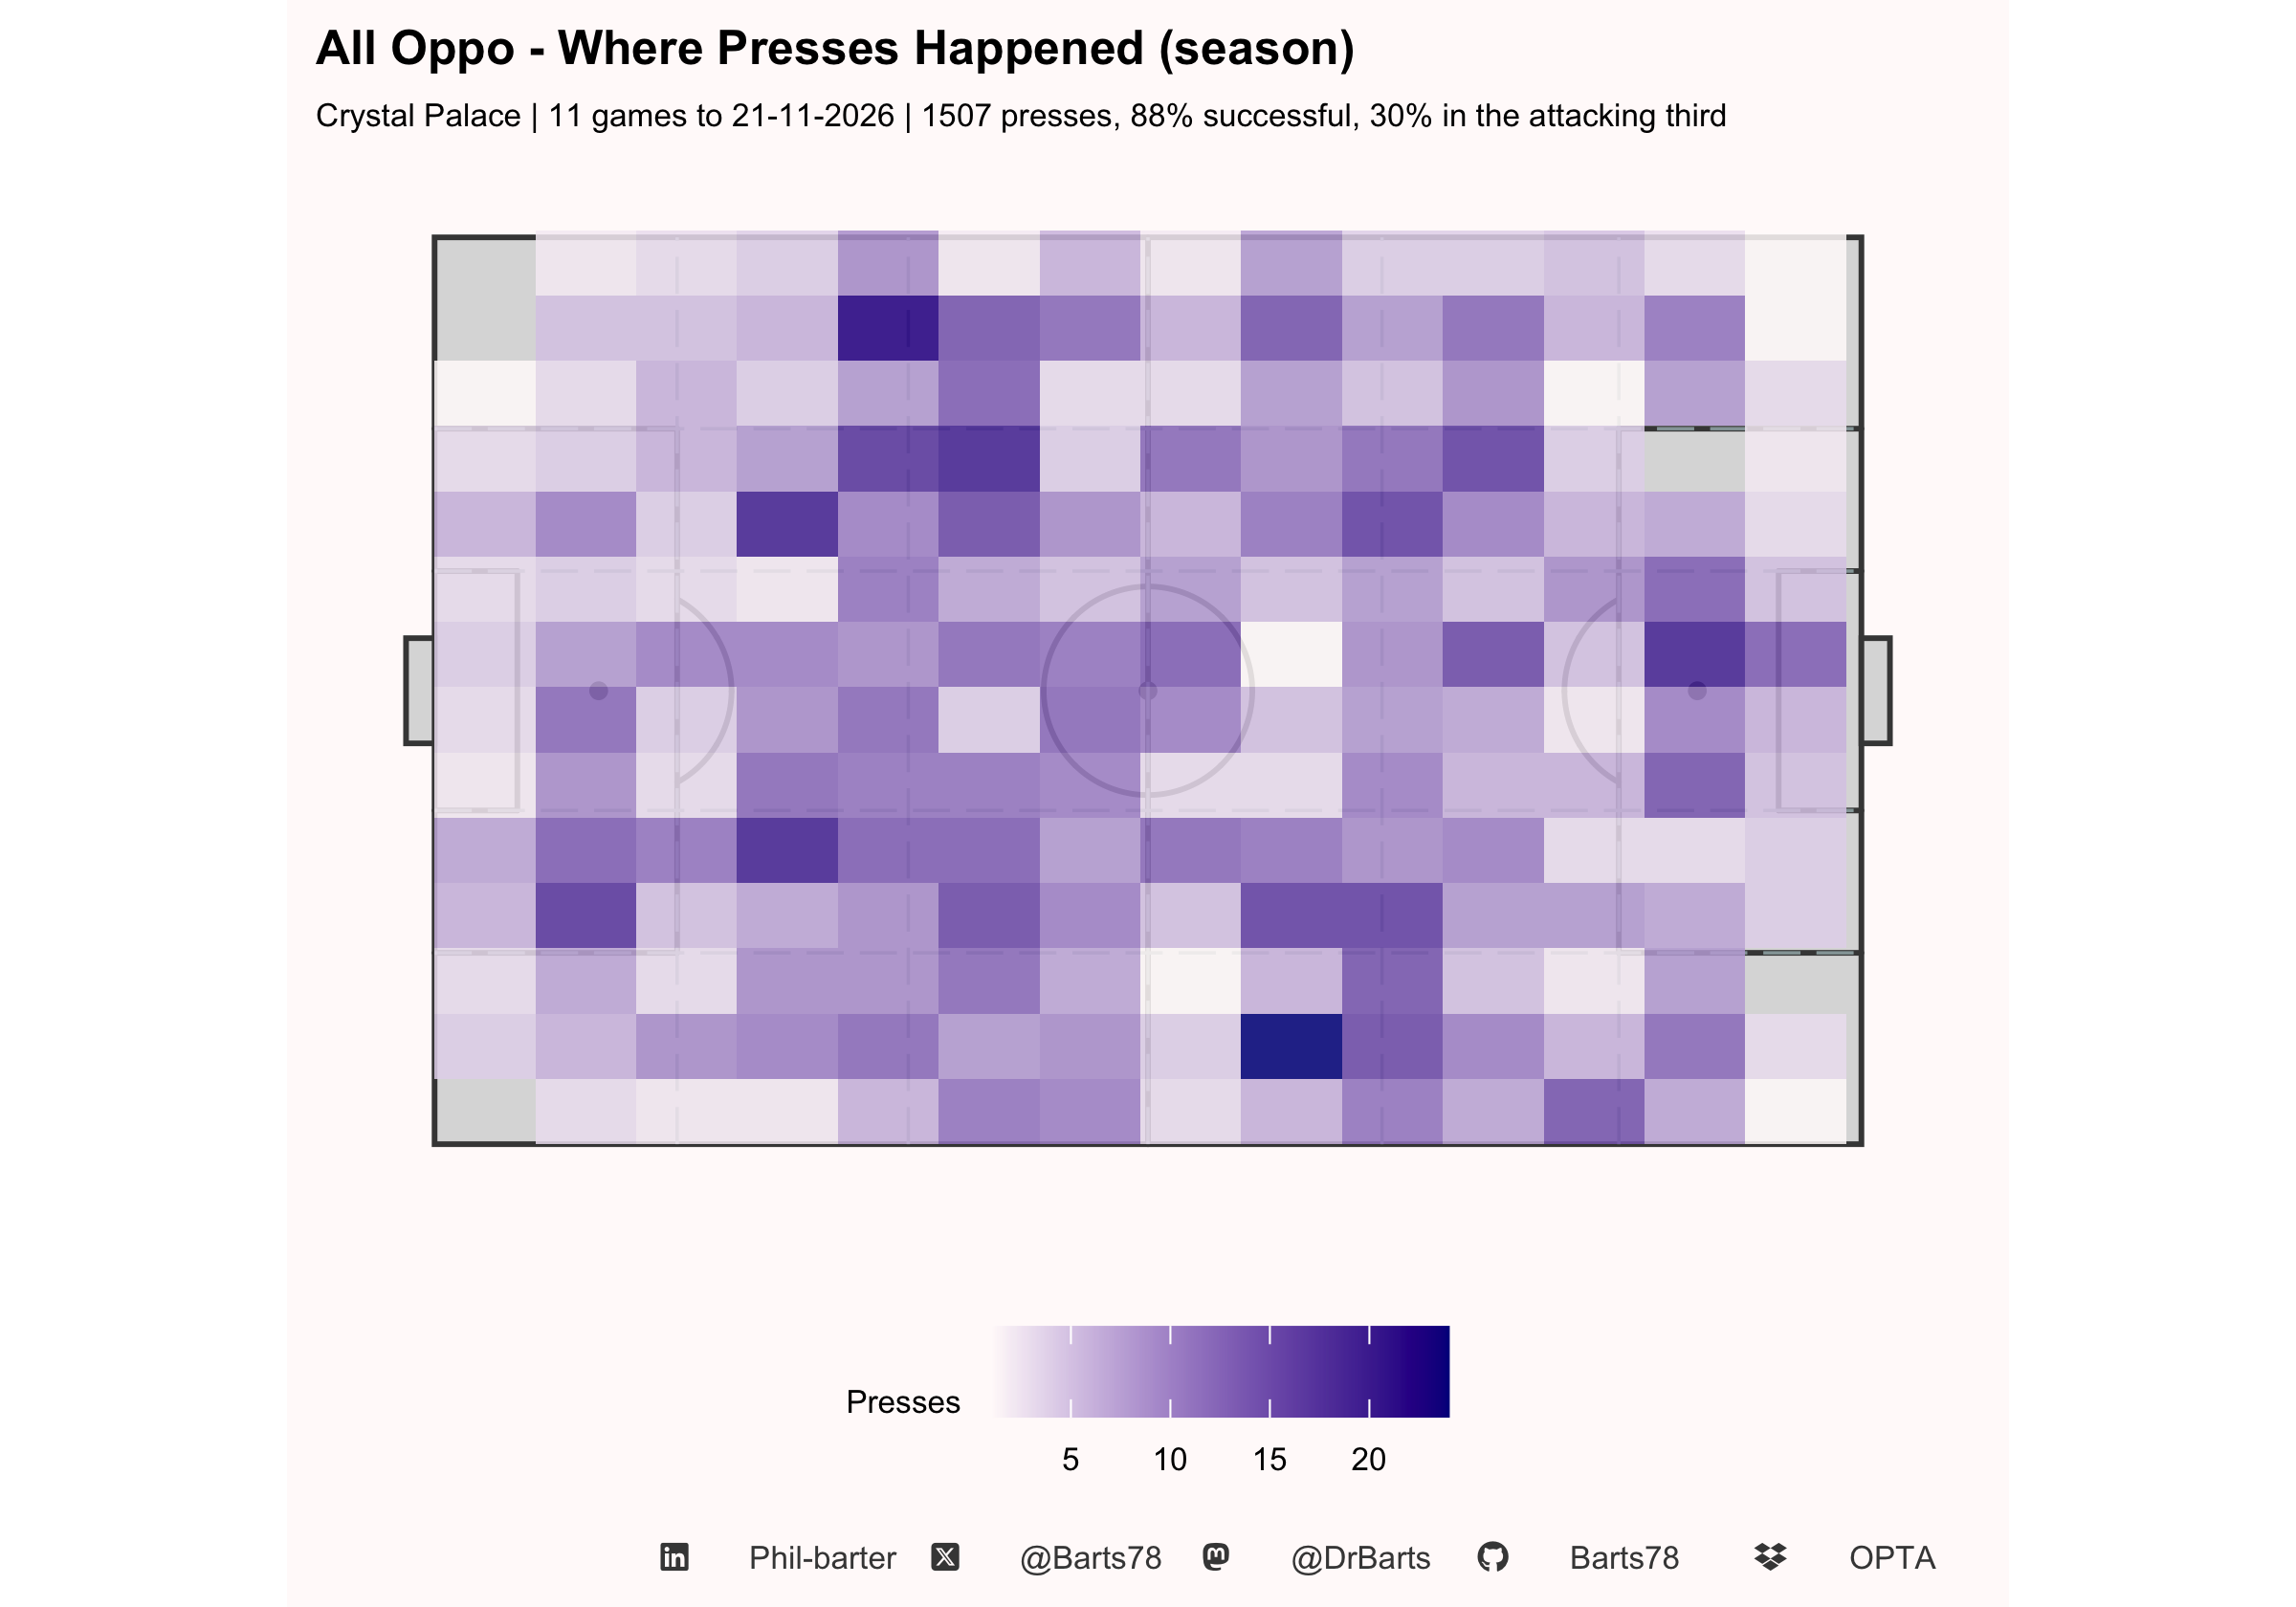 All Oppo - Where Presses Happened (season)
Crystal Palace | 11 games to 21-11-2026 | 1507 presses, 88% successful, 30% in the attacking third
Presses
5 10 15 20
Phil-barter @Barts78 @DrBarts Barts78 OPTA